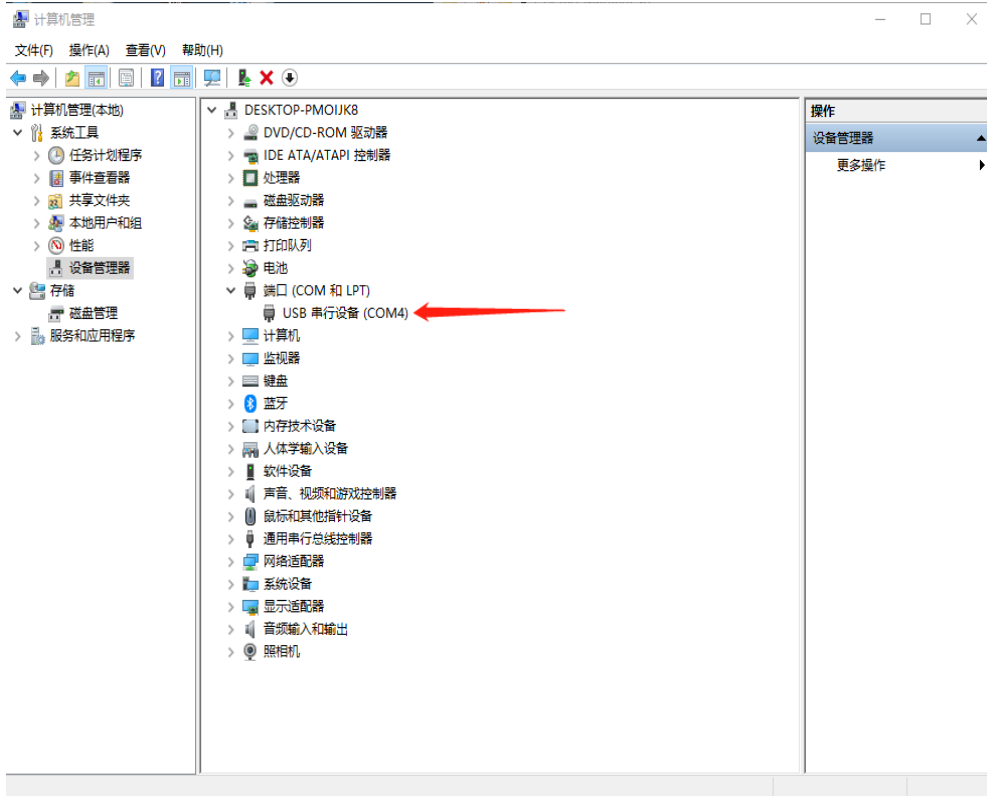 计算机管理
文件(F) 操作(A) 查看(V) 帮助(H)
计算机管理(本地)
系统工具
任务计划程序
事件查看器
共享文件夹
本地用户和组
性能
设备管理器
存储
磁盘管理
服务和应用程序
DESKTOP-PMOIJK8
DVD/CD-ROM 驱动器
IDE ATA/ATAPI 控制器
处理器
磁盘驱动器
存储控制器
打印队列
电池
端口 (COM 和 LPT)
USB 串行设备 (COM4)
计算机
监视器
键盘
蓝牙
内存技术设备
人体学输入设备
软件设备
声音、视频和游戏控制器
鼠标和其他指针设备
通用串行总线控制器
网络适配器
系统设备
显示适配器
音频输入和输出
照相机
操作
设备管理器
更多操作